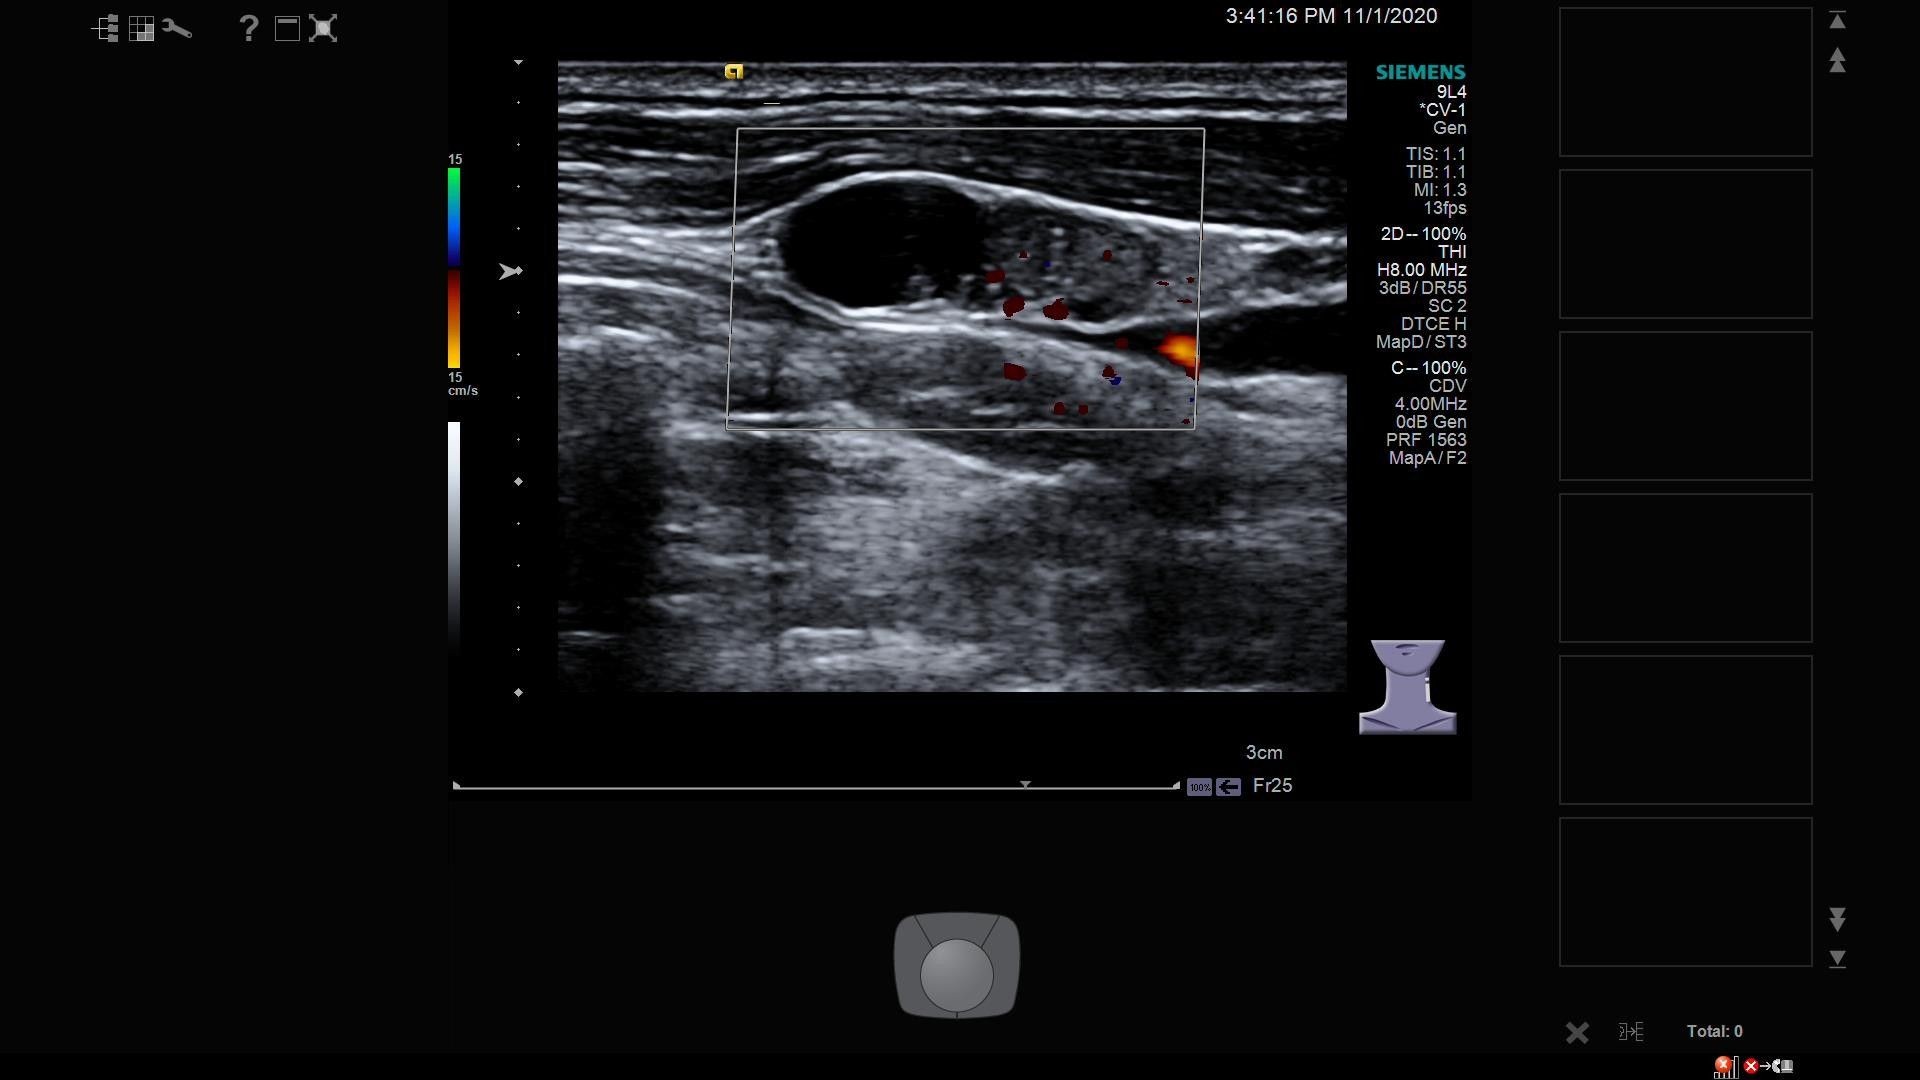 3:41:16 PM 11/1/2020
SIEMENS
9L4
*CV-1
Gen
TIS: 1.1
TIB: 1.1
MI: 1.3
13fps
2D--100%
THI
H8.00 MHz
3dB/DR55
SC 2
DTCE H
MapD/ST3
C--100%
CDV
4.00MHz
0dB Gen
PRF 1563
MapA/F2
15
15
cm/s
3cm
100%
Fr25
Total: 0